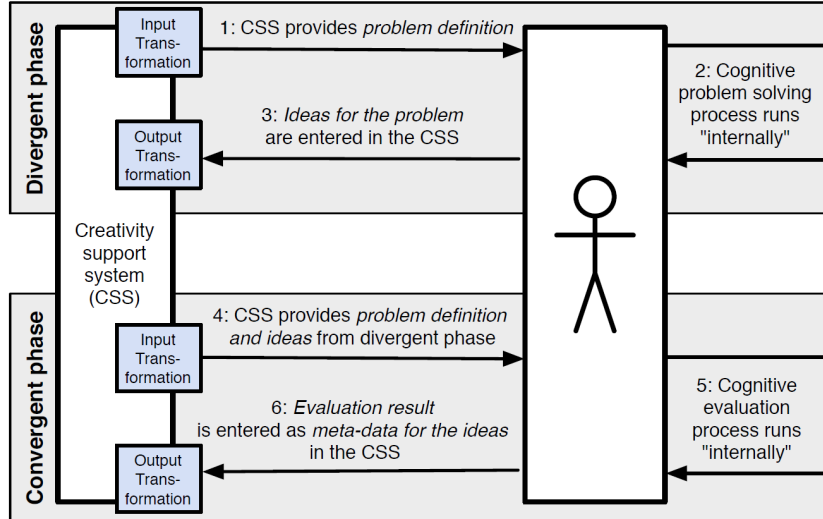 Divergent phase
Input
Trans-
formation
1: CSS provides problem definition
2: Cognitive
problem solving
process runs
"internally"
3: Ideas for the problem
are entered in the CSS
Output
Trans-
formation
Creativity
support
system
(CSS)
Convergent phase
Input
Trans-
formation
4: CSS provides problem definition
and ideas from divergent phase
5: Cognitive
evaluation
process runs
"internally"
6: Evaluation result
is entered as meta-data for the ideas
in the CSS
Output
Trans-
formation